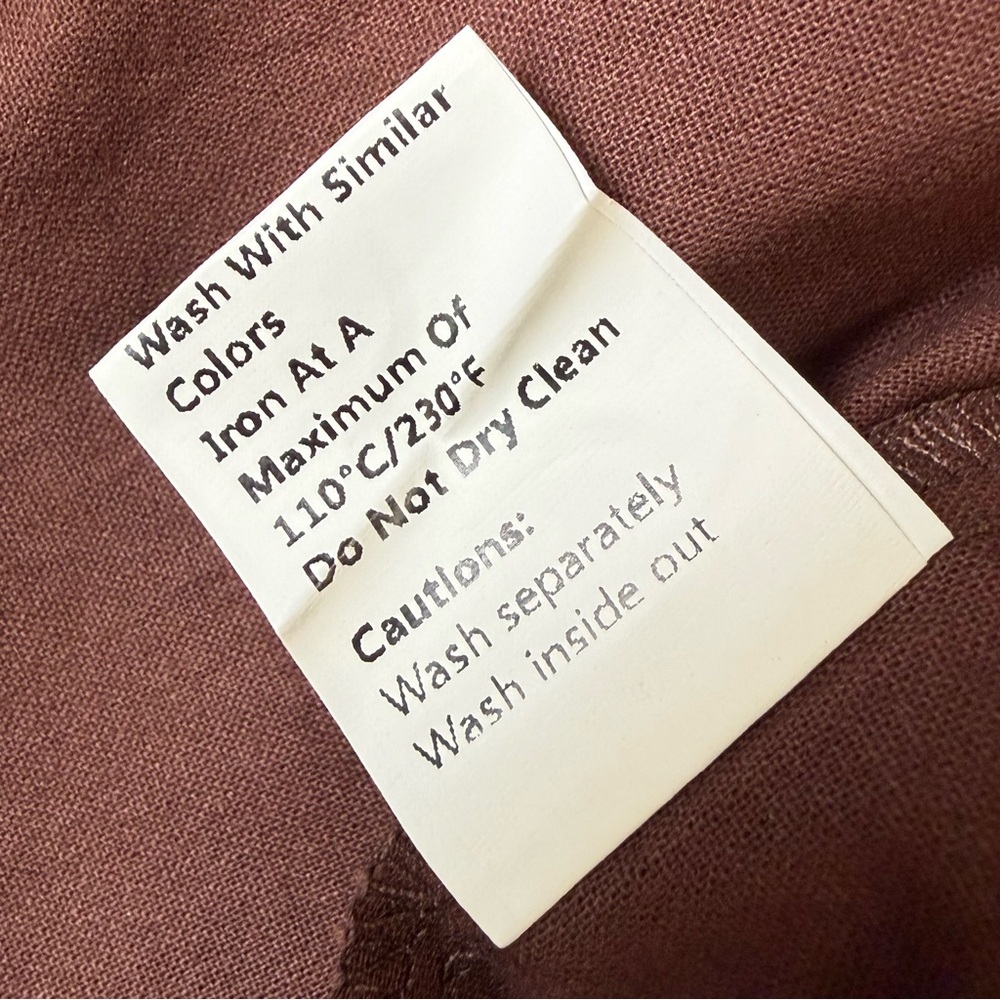 Wash With Similar
Colors
Iron At A
Maximum Of
110°C/230°F
Do Not Dry Clean
Cautions:
Wash separately
Wash inside out